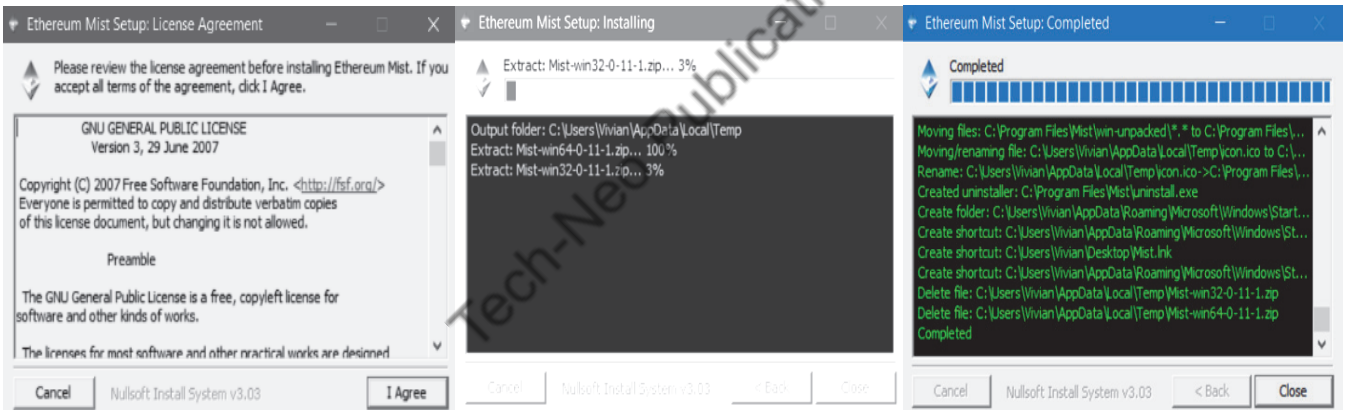 Ethereum Mist Setup: License Agreement
Please review the license agreement before installing Ethereum Mist. If you
accept all terms of the agreement, click I Agree.
GNU GENERAL PUBLIC LICENSE
Version 3, 29 June 2007
Copyright (C) 2007 Free Software Foundation, Inc. <http://fsf.org/>
Everyone is permitted to copy and distribute verbatim copies
of this license document, but changing it is not allowed.
Preamble
The GNU General Public License is a free, copyleft license for
software and other kinds of works.
The licenses for most software and other practical works are designed
Cancel
Nullsoft Install System v3.03
I Agree
Ethereum Mist Setup: Installing
Extract: Mist-win32-0-11-1.zip... 3%
Output folder: C:\Users\Vivian\AppData\Local\Temp
Extract: Mist-win64-0-11-1.zip... 100%
Extract: Mist-win32-0-11-1.zip... 3%
Cancel
Nullsoft Install System v3.03
< Back
Close
Tech-Neo Publication
Ethereum Mist Setup: Completed
Completed
Moving files: C:\Program Files\Mist\win-unpacked\*.* to C:\Program Files\...
Moving/renaming file: C:\Users\Vivian\AppData\Local\Temp\icon.ico to C:\...
Rename: C:\Users\Vivian\AppData\Local\Temp\icon.ico->C:\Program Files\...
Created uninstaller: C:\Program Files\Mist\uninstall.exe
Create folder: C:\Users\Vivian\AppData\Roaming\Microsoft\Windows\Start...
Create shortcut: C:\Users\Vivian\AppData\Roaming\Microsoft\Windows\St...
Create shortcut: C:\Users\Vivian\Desktop\Mist.lnk
Create shortcut: C:\Users\Vivian\AppData\Roaming\Microsoft\Windows\St...
Delete file: C:\Users\Vivian\AppData\Local\Temp\Mist-win32-0-11-1.zip
Delete file: C:\Users\Vivian\AppData\Local\Temp\Mist-win64-0-11-1.zip
Completed
Cancel
Nullsoft Install System v3.03
< Back
Close